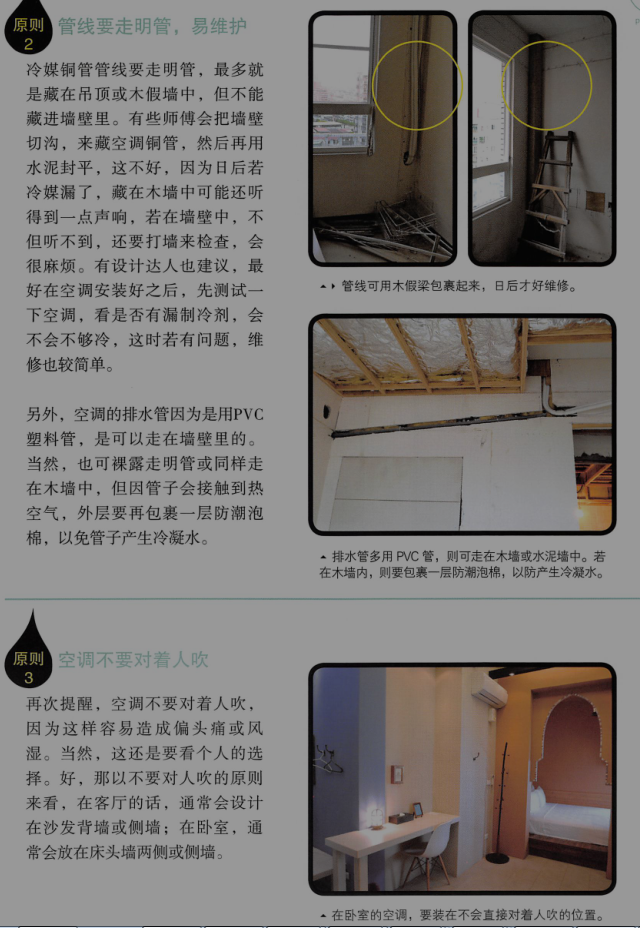 原则
2
管线要走明管，易维护
冷媒铜管管线要走明管，最多就
是藏在吊顶或木假墙中，但不能
藏进墙壁里。有些师傅会把墙壁
切沟，来藏空调铜管，然后再用
水泥封平，这不好，因为日后若
冷媒漏了，藏在木墙中可能还听
得到一点声响，若在墙壁中，不
但听不到，还要打墙来检查，会
很麻烦。有设计达人也建议，最
好在空调安装好之后，先测试一
下空调，看是否有漏制冷剂，会
不会不够冷，这时若有问题，维
修也较简单。
另外，空调的排水管因为是用PVC
塑料管，是可以走在墙壁里的。
当然，也可裸露走明管或同样走
在木墙中，但因管子会接触到热
空气，外层要再包裹一层防潮泡
棉，以免管子产生冷凝水。
管线可用木假梁包裹起来，日后才好维修。
排水管多用 PVC 管，则可走在木墙或水泥墙中。若
在木墙内，则要包裹一层防潮泡棉，以防产生冷凝水。
原则
3
空调不要对着人吹
再次提醒，空调不要对着人吹，
因为这样容易造成偏头痛或风
湿。当然，这还是要看个人的选
择。好，那以不要对人吹的原则
来看，在客厅的话，通常会设计
在沙发背墙或侧墙；在卧室，通
常会放在床头墙两侧或侧墙。
在卧室的空调，要装在不会直接对着人吹的位置。